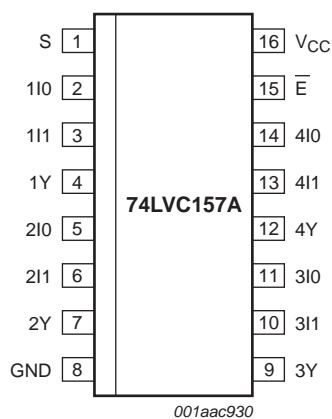 S 1 16 VCC
1I0 2 15 E̅
1I1 3 14 4I0
1Y 4 13 4I1
74LVC157A
2I0 5 12 4Y
2I1 6 11 3I0
2Y 7 10 3I1
GND 8 9 3Y
001aac930